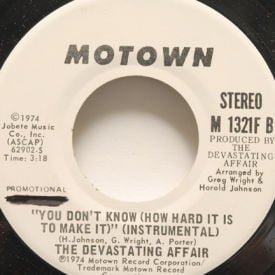 MOTOWN
©1974
Jobete Music
Co., Inc.
(ASCAP)
62902-S
Time: 3:18
STEREO
M 1321F B
PRODUCED BY
THE
DEVASTATING
AFFAIR
Arranged by
Greg Wright &
Harold Johnson
PROMOTIONAL
"YOU DON'T KNOW (HOW HARD IT IS
TO MAKE IT)" (INSTRUMENTAL)
(H.Johnson, G. Wright, A. Porter)
THE DEVASTATING AFFAIR
©1974 Motown Record Corporation/
Trademark Motown Record